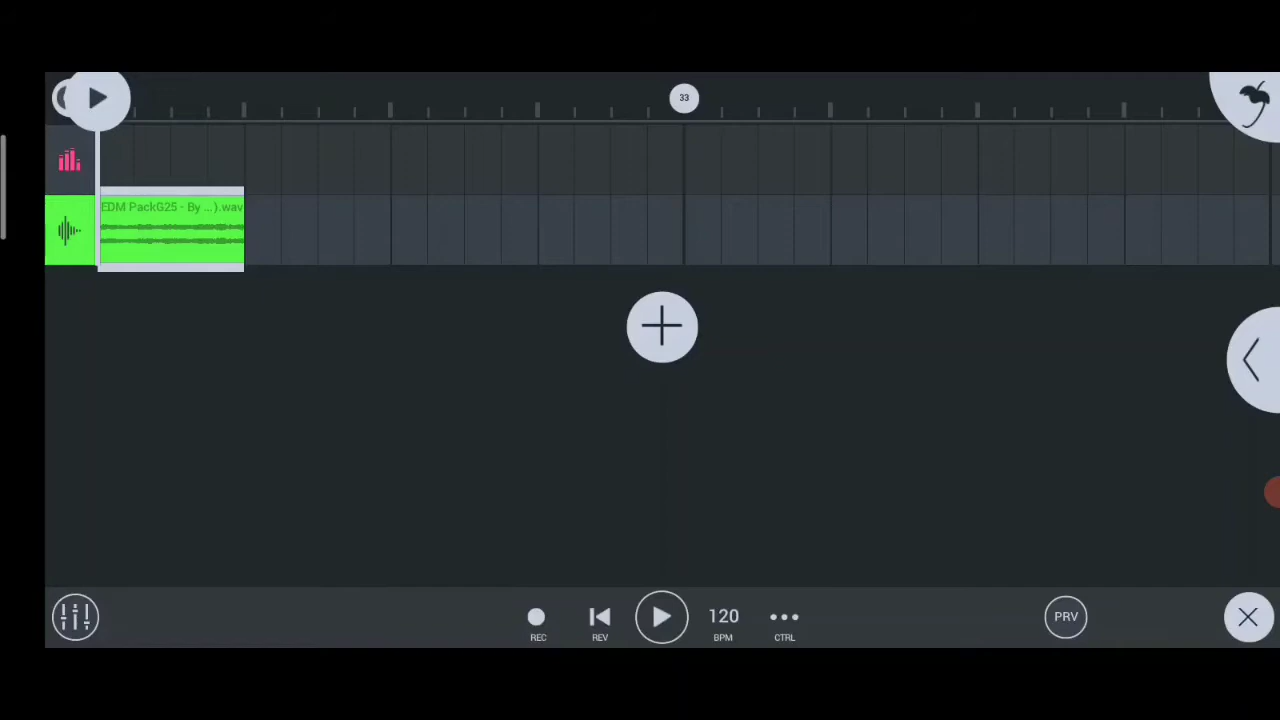 33
EDM PackG25 - By ...).wav
120
PRV
REC
REV
BPM
CTRL